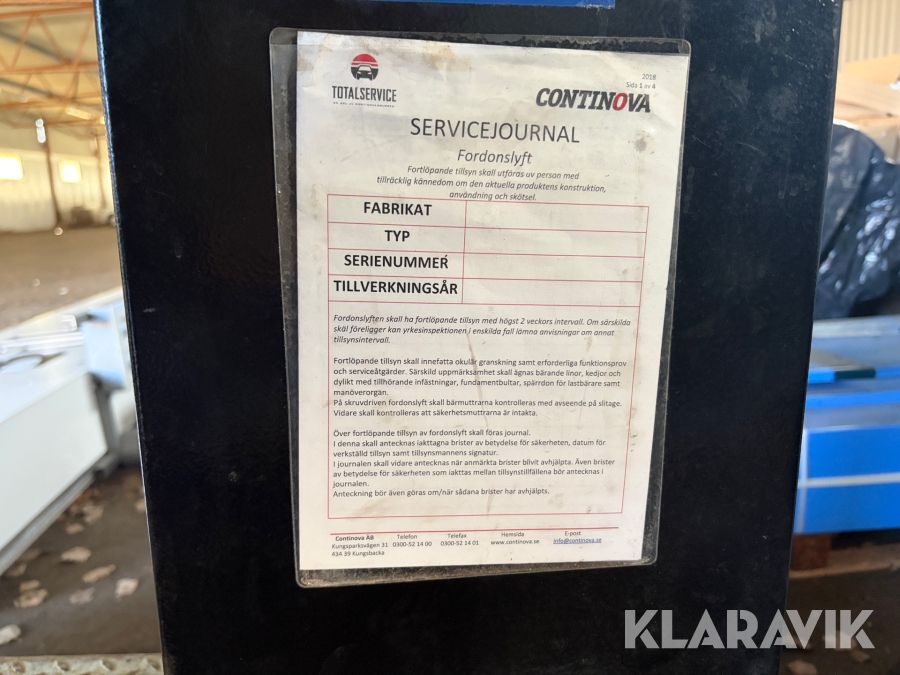 TOTALSERVICE
CONTINOVA
2018
Sida 1 av 4
SERVICEJOURNAL
Fordonslyft
Fortlöpande tillsyn skall utföras av person med
tillräcklig kännedom om den aktuella produktens konstruktion,
användning och skötsel.
FABRIKAT
TYP
SERIENUMMER
TILLVERKNINGSÅR
Fordonslyften skall ha fortlöpande tillsyn med högst 2 veckors intervall. Om särskilda
skäl föreligger kan yrkesinspektionen i enskilda fall lämna anvisningar om annat
tillsynsintervall.
Fortlöpande tillsyn skall innefatta okulär granskning samt erforderliga funktionsprov
och serviceåtgärder. Särskild uppmärksamhet skall ägnas bärande linor, kedjor och
dylikt med tillhörande infästningar, fundamentbultar, spärrdon för lastbärare samt
manöverorgån.
På skruvdriven fordonslyft skall bärmuttrarna kontrolleras med avseende på slitage.
Vidare skall kontrolleras att säkerhetsmuttrarna är intakta.
Över fortlöpande tillsyn av fordonslyft skall föras journal.
I denna skall antecknas iakttagna brister av betydelse för säkerheten, datum för
verkställd tillsyn samt tillsynsmannens signatur.
I journalen skall vidare antecknas när anmärkta brister blivit avhjälpta. Även brister
av betydelse för säkerheten som iakttas mellan tillsynstillfällena bör antecknas i
journalen.
Anteckning bör även göras om/när sådana brister har avhjälpts.
Continova AB Telefon Telefax Hemsida E-post
Kungsparksvägen 31 0300-52 14 00 0300-52 14 01 www.continova.se info@continova.se
434 39 Kungsbacka
KLARAVIK